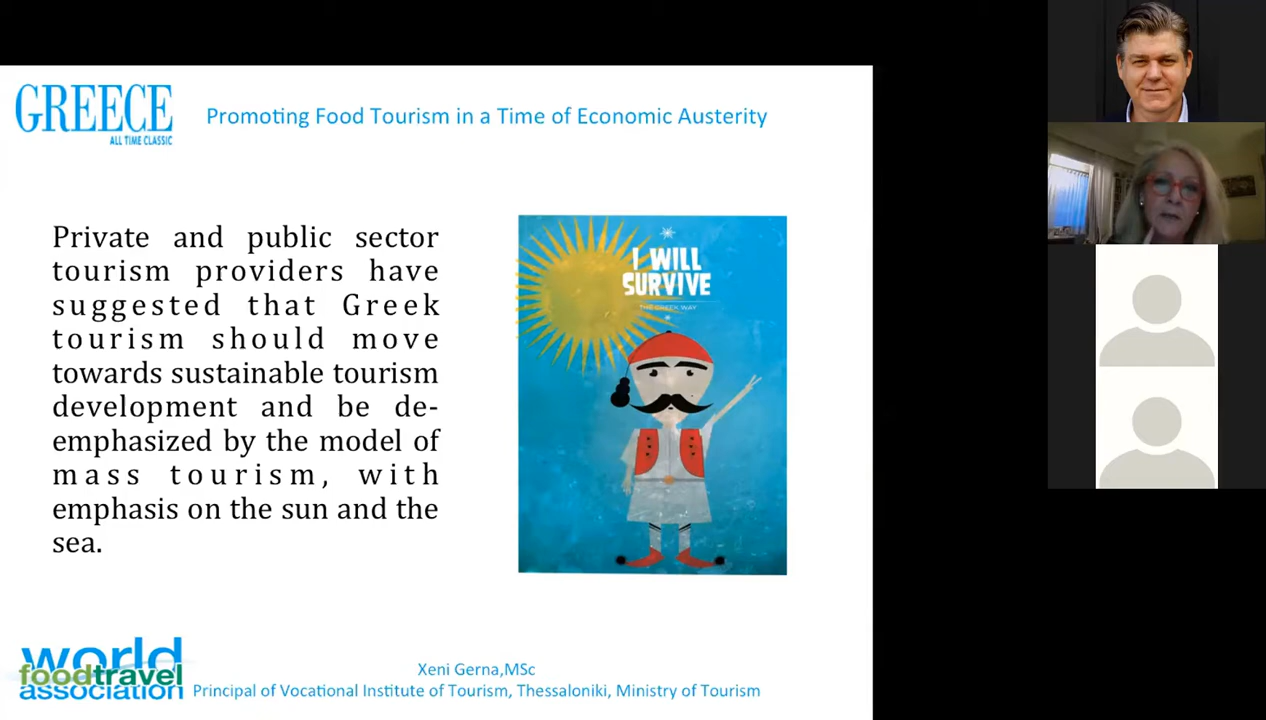 GREECE
ALL TIME CLASSIC
Promoting Food Tourism in a Time of Economic Austerity
Private and public sector
tourism providers have
suggested that Greek
tourism should move
towards sustainable tourism
development and be de-
emphasized by the model of
mass tourism, with
emphasis on the sun and the
sea.
I WILL
SURVIVE
THE GREEK WAY
world
foodtravel
association
Xeni Gerna,MSc
Principal of Vocational Institute of Tourism, Thessaloniki, Ministry of Tourism